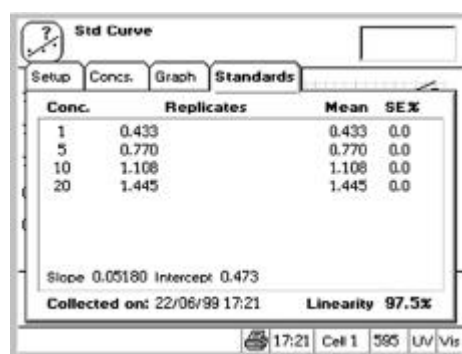 ?
Std Curve
Setup Concs. Graph Standards
Conc. Replicates Mean SE%
1 0.433 0.433 0.0
5 0.770 0.770 0.0
10 1.108 1.108 0.0
20 1.445 1.445 0.0
Slope 0.05180 Intercept 0.473
Collected on: 22/06/99 17:21 Linearity 97.5%
17:21 Cell 1 595 UV Vis